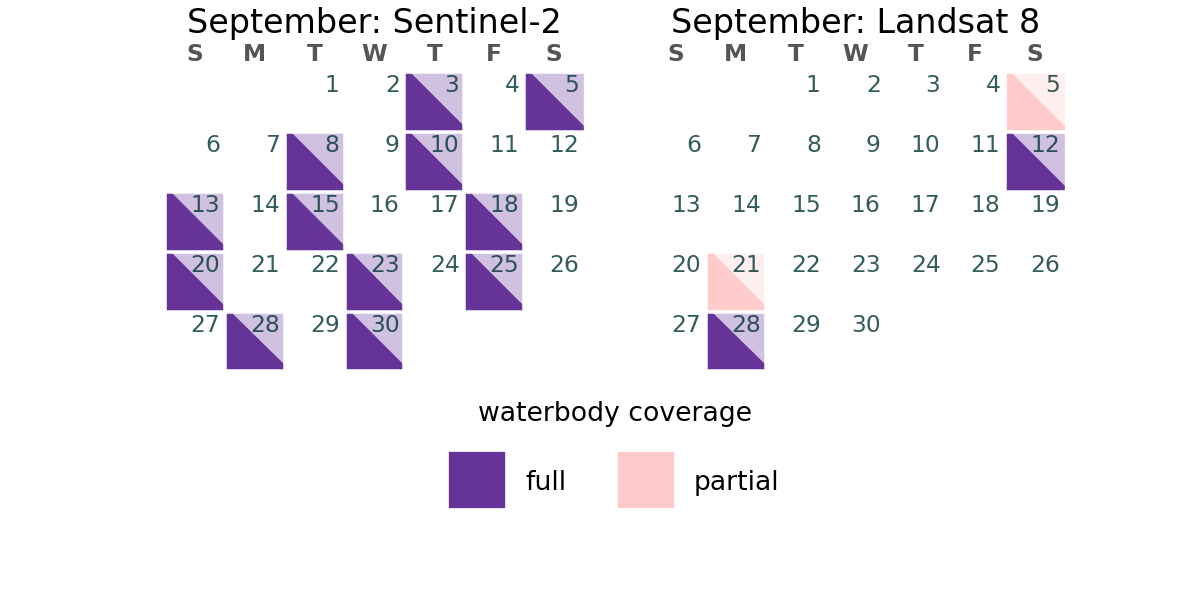 September: Sentinel-2
S M T W T F S
1 2 3 4 5
6 7 8 9 10 11 12
13 14 15 16 17 18 19
20 21 22 23 24 25 26
27 28 29 30
September: Landsat 8
S M T W T F S
1 2 3 4 5
6 7 8 9 10 11 12
13 14 15 16 17 18 19
20 21 22 23 24 25 26
27 28 29 30
waterbody coverage
full
partial